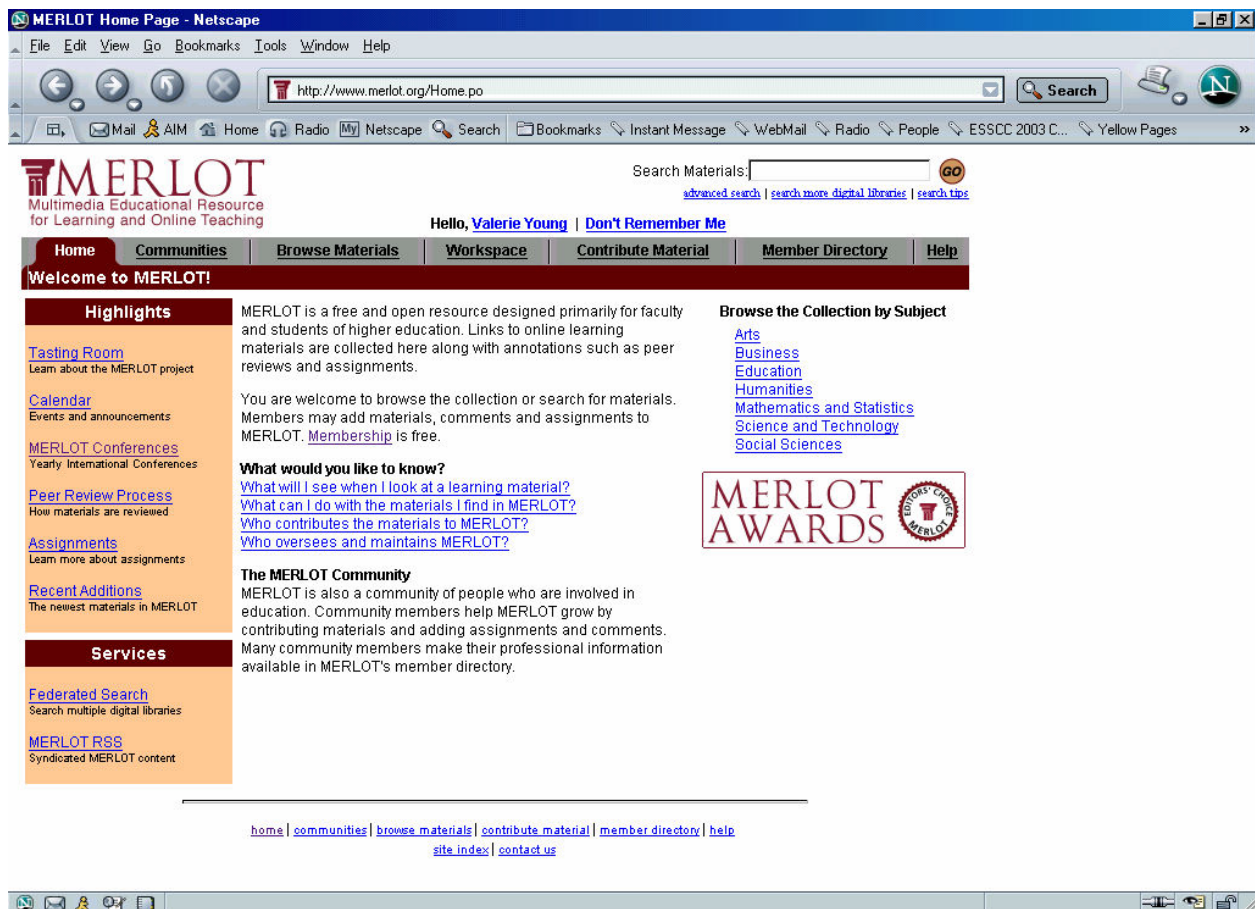 MERLOT Home Page - Netscape
File Edit View Go Bookmarks Tools Window Help
http://www.merlot.org/Home.po
Search
N
Mail AIM Home Radio My Netscape Search Bookmarks Instant Message WebMail Radio People ESSCC 2003 C... Yellow Pages »
MERLOT
Multimedia Educational Resource
for Learning and Online Teaching
Search Materials: GO
advanced search | search more digital libraries | search tips
Hello, Valerie Young | Don't Remember Me
Home Communities Browse Materials Workspace Contribute Material Member Directory Help
Welcome to MERLOT!
Highlights
Tasting Room
Learn about the MERLOT project
Calendar
Events and announcements
MERLOT Conferences
Yearly International Conferences
Peer Review Process
How materials are reviewed
Assignments
Learn more about assignments
Recent Additions
The newest materials in MERLOT
Services
Federated Search
Search multiple digital libraries
MERLOT RSS
Syndicated MERLOT content
MERLOT is a free and open resource designed primarily for faculty
and students of higher education. Links to online learning
materials are collected here along with annotations such as peer
reviews and assignments.
You are welcome to browse the collection or search for materials.
Members may add materials, comments and assignments to
MERLOT. Membership is free.
What would you like to know?
What will I see when I look at a learning material?
What can I do with the materials I find in MERLOT?
Who contributes the materials to MERLOT?
Who oversees and maintains MERLOT?
The MERLOT Community
MERLOT is also a community of people who are involved in
education. Community members help MERLOT grow by
contributing materials and adding assignments and comments.
Many community members make their professional information
available in MERLOT's member directory.
Browse the Collection by Subject
Arts
Business
Education
Humanities
Mathematics and Statistics
Science and Technology
Social Sciences
MERLOT
AWARDS
EDITORS' CHOICE
MERLOT
home | communities | browse materials | contribute material | member directory | help
site index | contact us